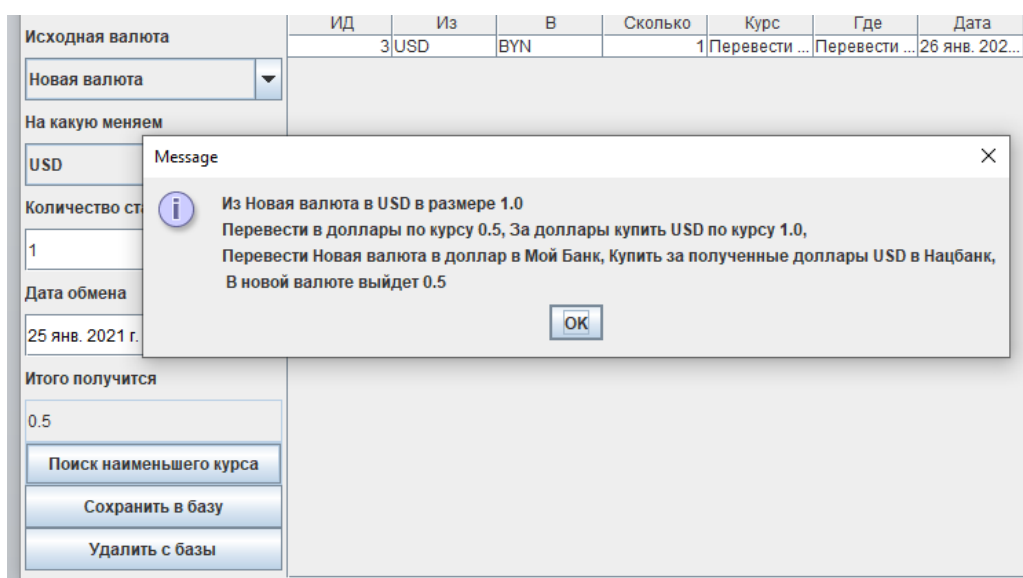 Исходная валюта
Новая валюта
На какую меняем
USD
Количество ст
1
Дата обмена
25 янв. 2021 г.
Итого получится
0.5
Поиск наименьшего курса
Сохранить в базу
Удалить с базы
ИД Из В Сколько Курс Где Дата
3 USD BYN 1 Перевести ... Перевести ... 26 янв. 202...
Message
Из Новая валюта в USD в размере 1.0
Перевести в доллары по курсу 0.5, За доллары купить USD по курсу 1.0,
Перевести Новая валюта в доллар в Мой Банк, Купить за полученные доллары USD в Нацбанк,
В новой валюте выйдет 0.5
OK